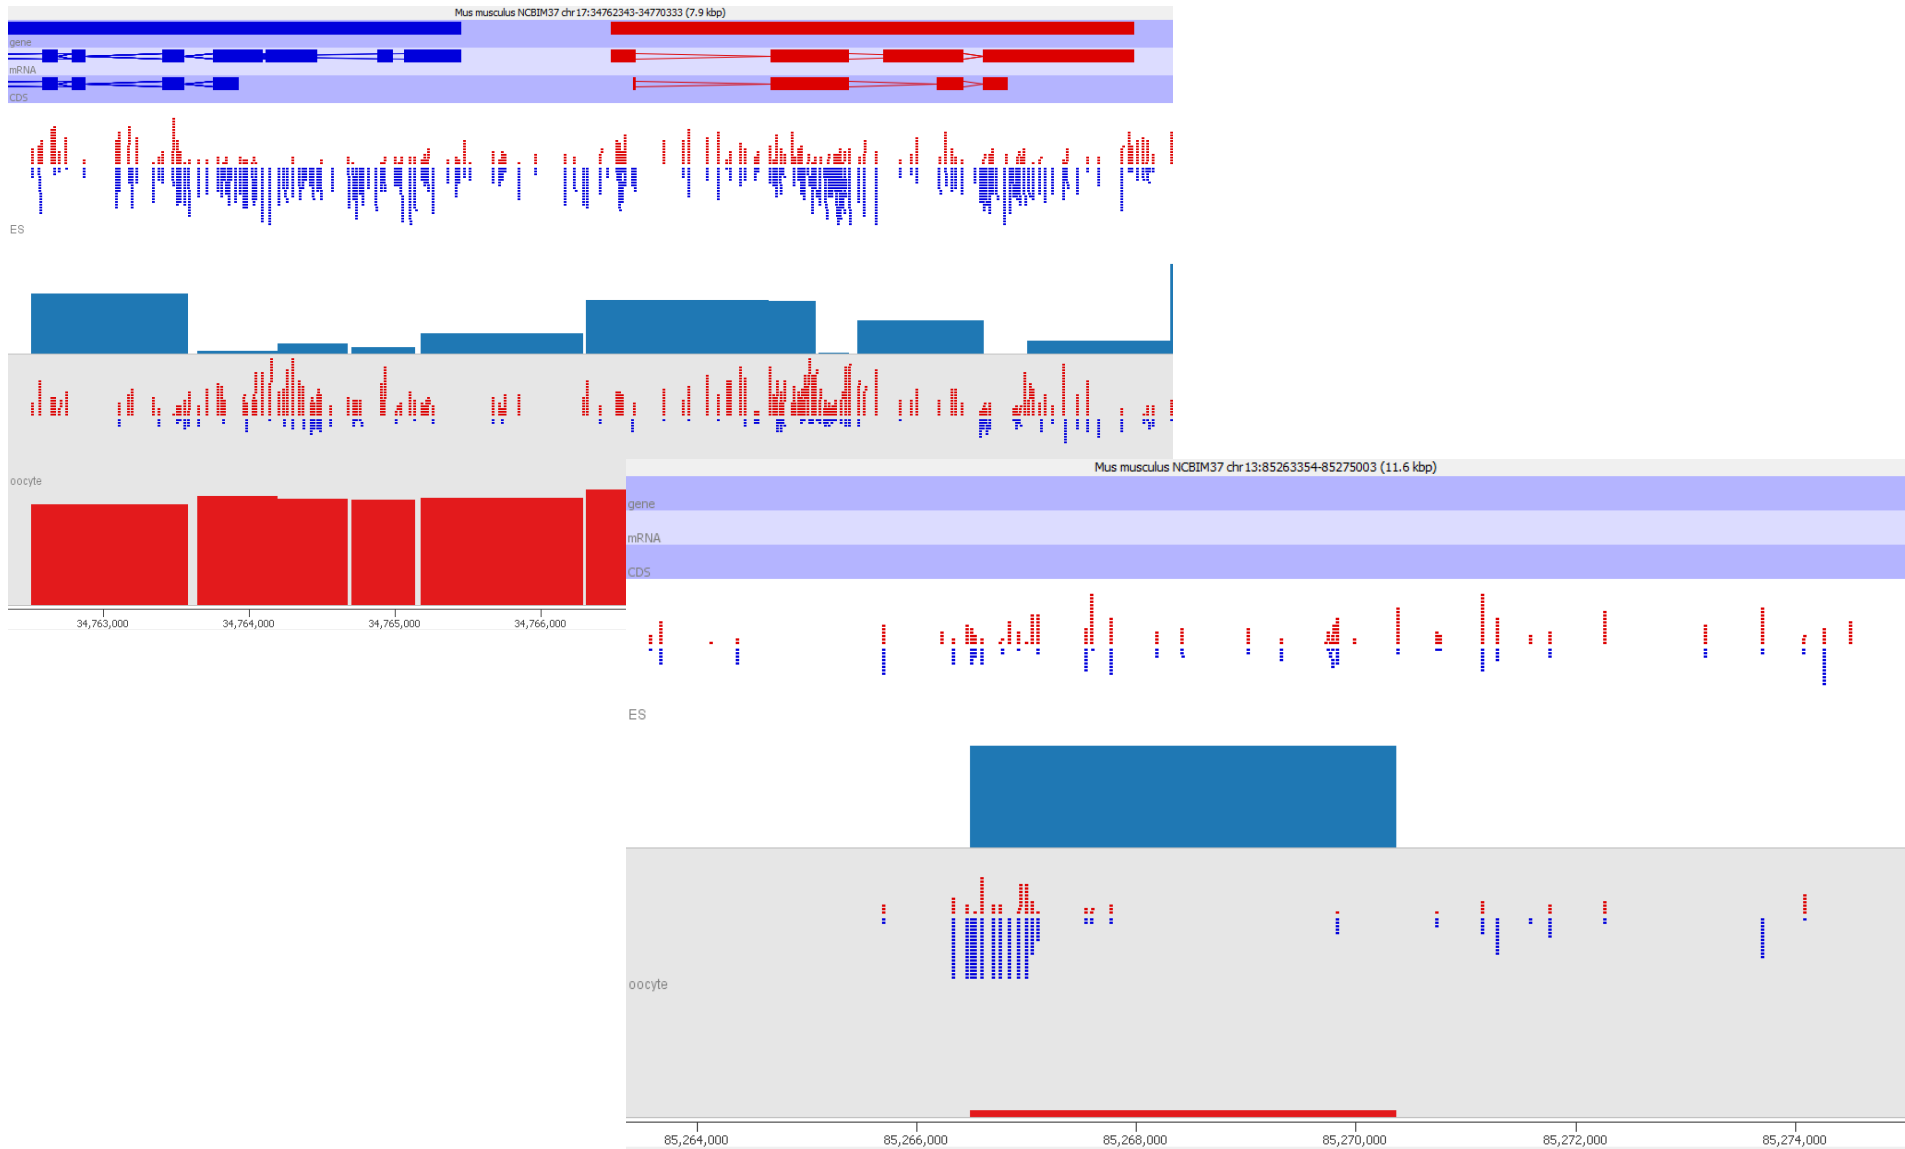 Mus musculus NCBIM37 chr17:34762343-34770333 (7.9 kbp)
gene
mRNA
CDS
ES
oocyte
34,763,000 34,764,000 34,765,000 34,766,000
Mus musculus NCBIM37 chr13:85263354-85275003 (11.6 kbp)
gene
mRNA
CDS
ES
oocyte
85,264,000 85,266,000 85,268,000 85,270,000 85,272,000 85,274,000